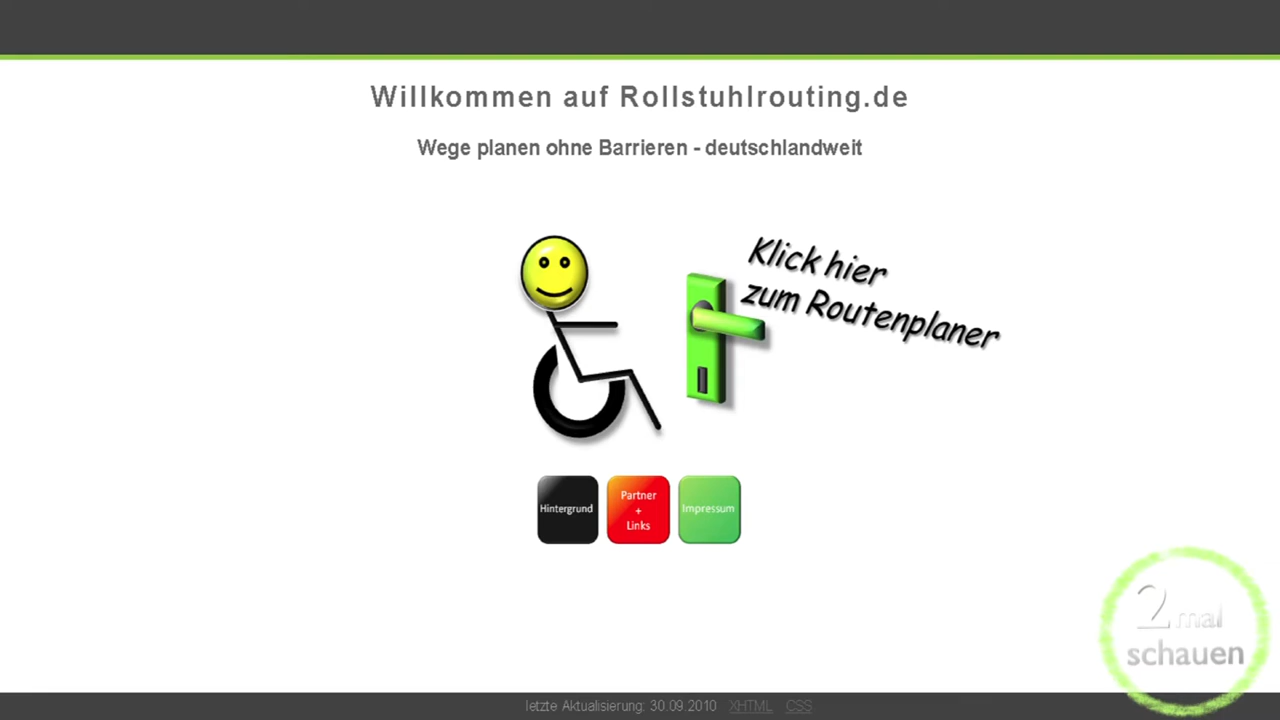 Willkommen auf Rollstuhlrouting.de
Wege planen ohne Barrieren - deutschlandweit
Klick hier
zum Routenplaner
Hintergrund
Partner
+
Links
Impressum
2 mal
schauen
letzte Aktualisierung: 30.09.2010 XHTML CSS